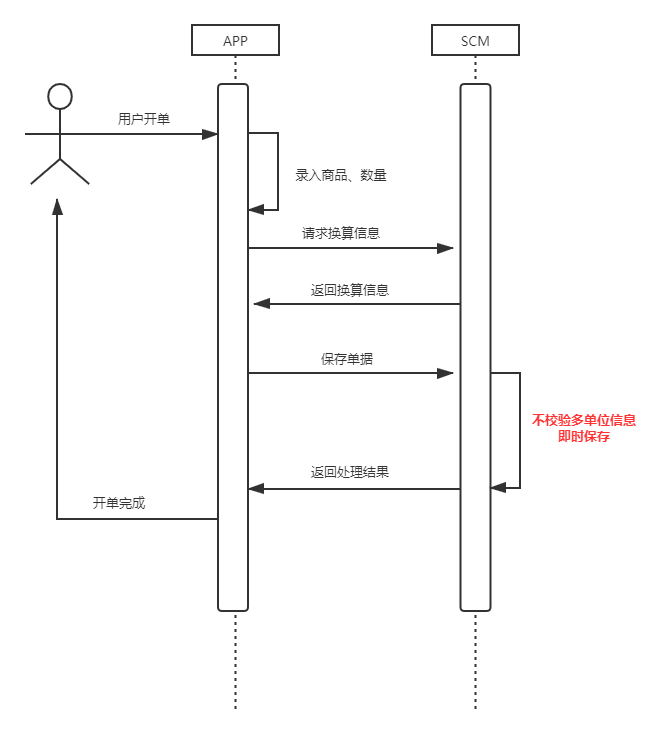 APP
SCM
用户开单
录入商品、数量
请求换算信息
返回换算信息
保存单据
不校验多单位信息
即时保存
返回处理结果
开单完成